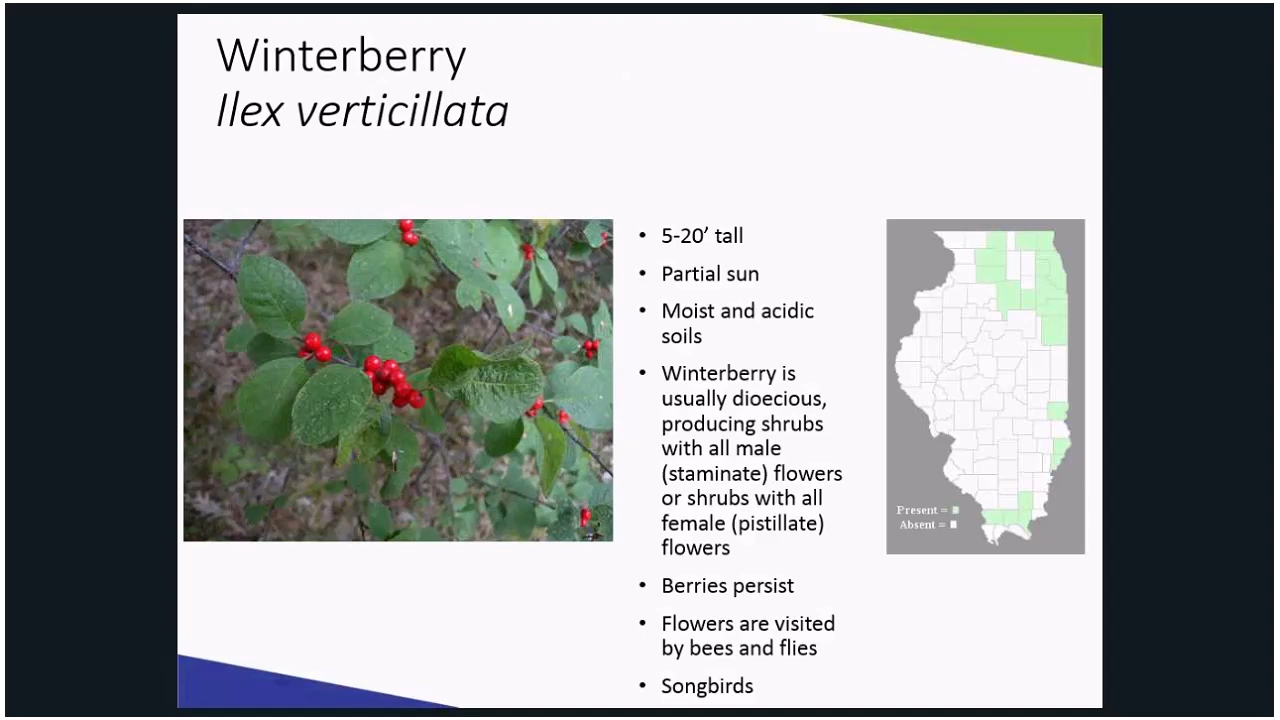 Winterberry
Ilex verticillata
• 5-20’ tall
• Partial sun
• Moist and acidic
soils
• Winterberry is
usually dioecious,
producing shrubs
with all male
(staminate) flowers
or shrubs with all
female (pistillate)
flowers
• Berries persist
• Flowers are visited
by bees and flies
• Songbirds
Present =
Absent =